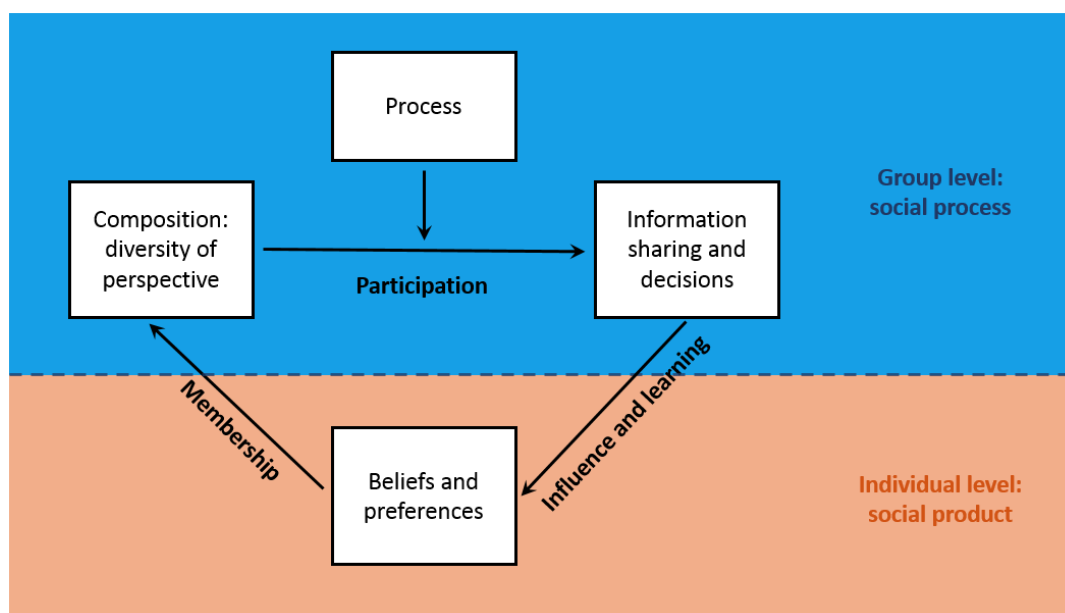 Process
Composition:
diversity of
perspective
Participation
Information
sharing and
decisions
Group level:
social process
Membership
Influence and learning
Beliefs and
preferences
Individual level:
social product